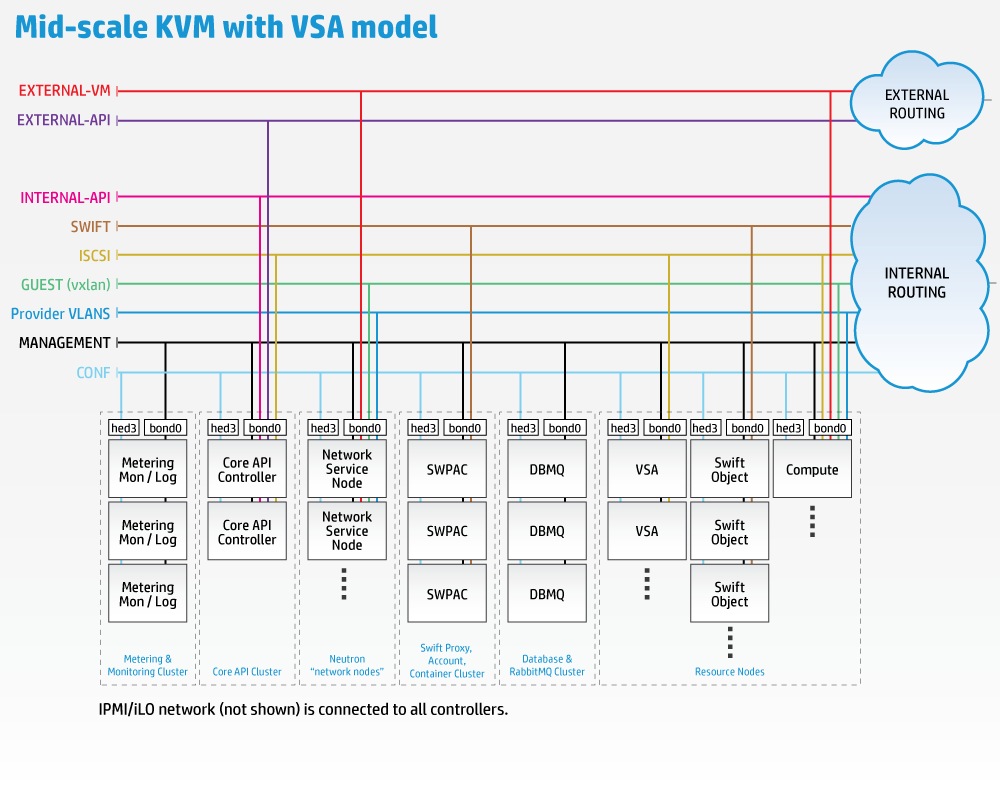 Mid-scale KVM with VSA model
EXTERNAL-VM
EXTERNAL-API
EXTERNAL
ROUTING
INTERNAL-API
SWIFT
ISCSI
GUEST (vxlan)
Provider VLANS
MANAGEMENT
CONF
INTERNAL
ROUTING
hed3 bond0 hed3 bond0 hed3 bond0 hed3 bond0 hed3 bond0 hed3 bond0 hed3 bond0 hed3 bond0
Metering
Mon / Log
Core API
Controller
Network
Service
Node
SWPAC
DBMQ
VSA
Swift
Object
Compute
Metering
Mon / Log
Core API
Controller
Network
Service
Node
SWPAC
DBMQ
VSA
Swift
Object
Metering
Mon / Log
SWPAC
DBMQ
Swift
Object
Metering &
Monitoring Cluster
Core API Cluster
Neutron
“network nodes”
Swift Proxy,
Account,
Container Cluster
Database &
RabbitMQ Cluster
Resource Nodes
IPMI/iLO network (not shown) is connected to all controllers.